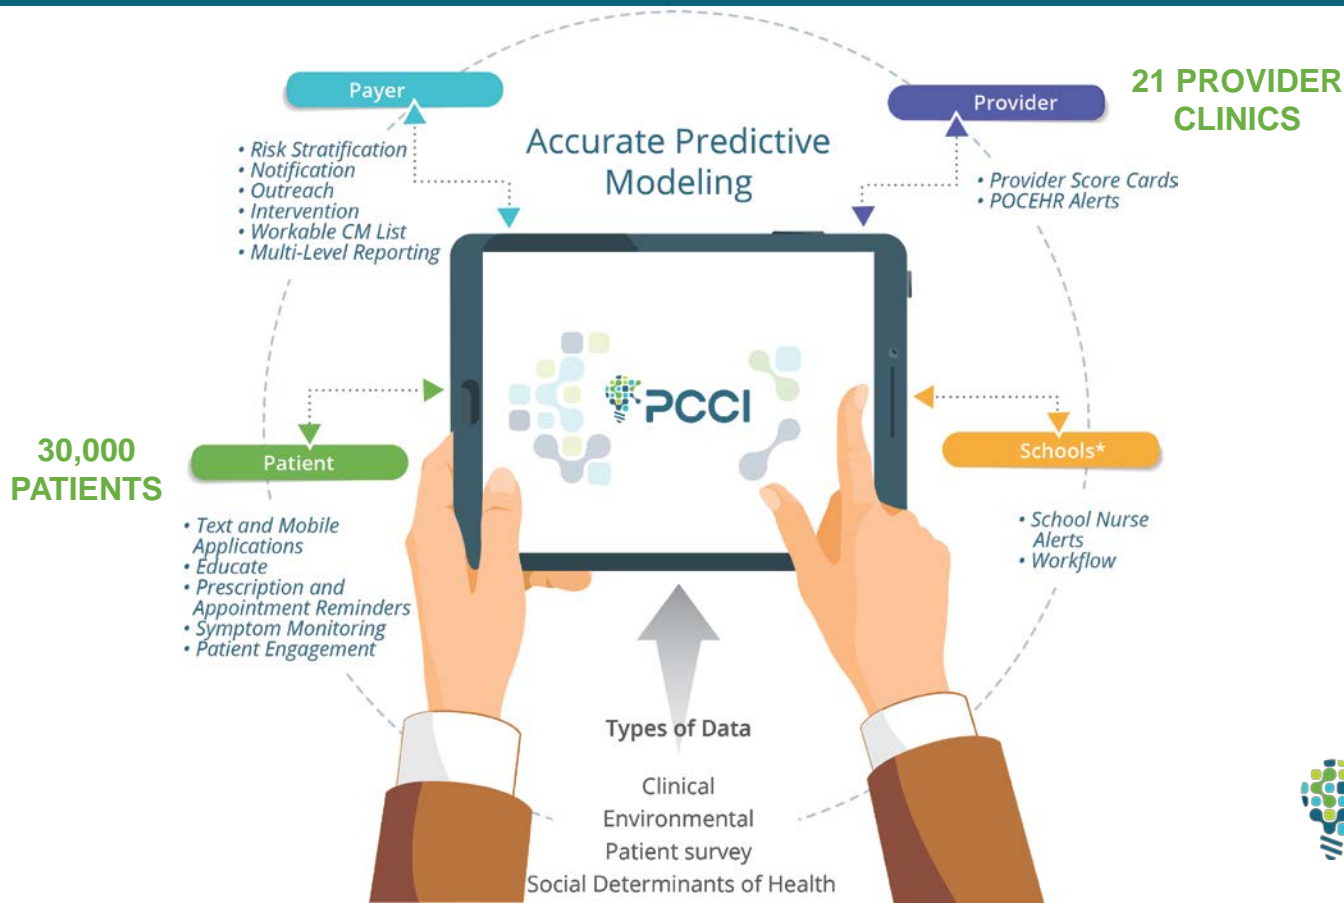 Payer
• Risk Stratification
• Notification
• Outreach
• Intervention
• Workable CM List
• Multi-Level Reporting
Accurate Predictive
Modeling
Provider
21 PROVIDER
CLINICS
• Provider Score Cards
• POCEHR Alerts
PCCI
30,000
PATIENTS
Patient
• Text and Mobile
Applications
• Educate
• Prescription and
Appointment Reminders
• Symptom Monitoring
• Patient Engagement
Schools*
• School Nurse
Alerts
• Workflow
Types of Data
Clinical
Environmental
Patient survey
Social Determinants of Health